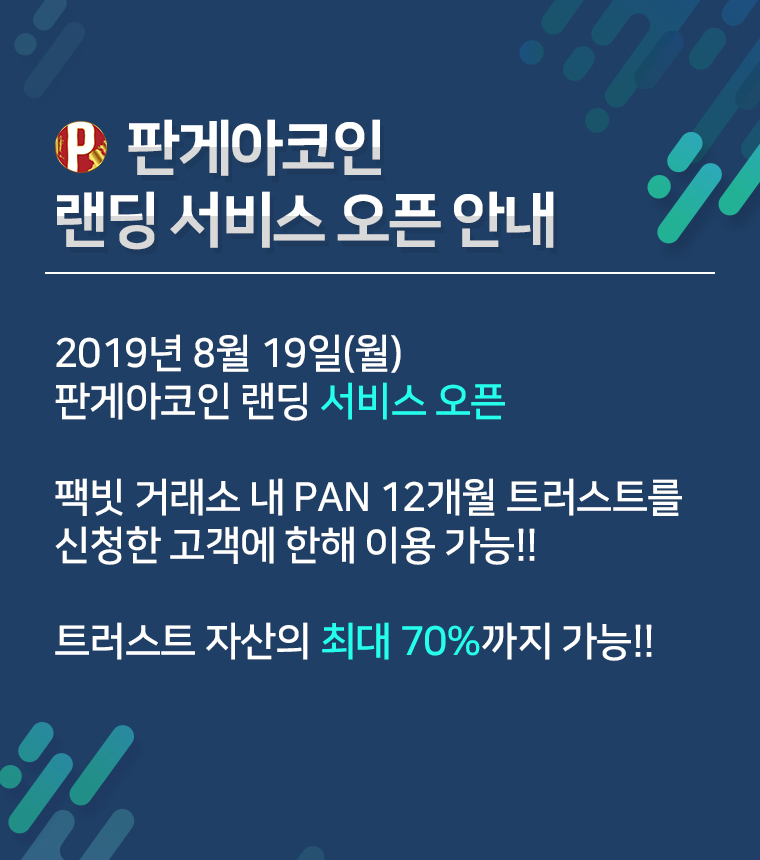 P 판게아코인
랜딩 서비스 오픈 안내
2019년 8월 19일(월)
판게아코인 랜딩 서비스 오픈
팩빗 거래소 내 PAN 12개월 트러스트를
신청한 고객에 한해 이용 가능!!
트러스트 자산의 최대 70%까지 가능!!